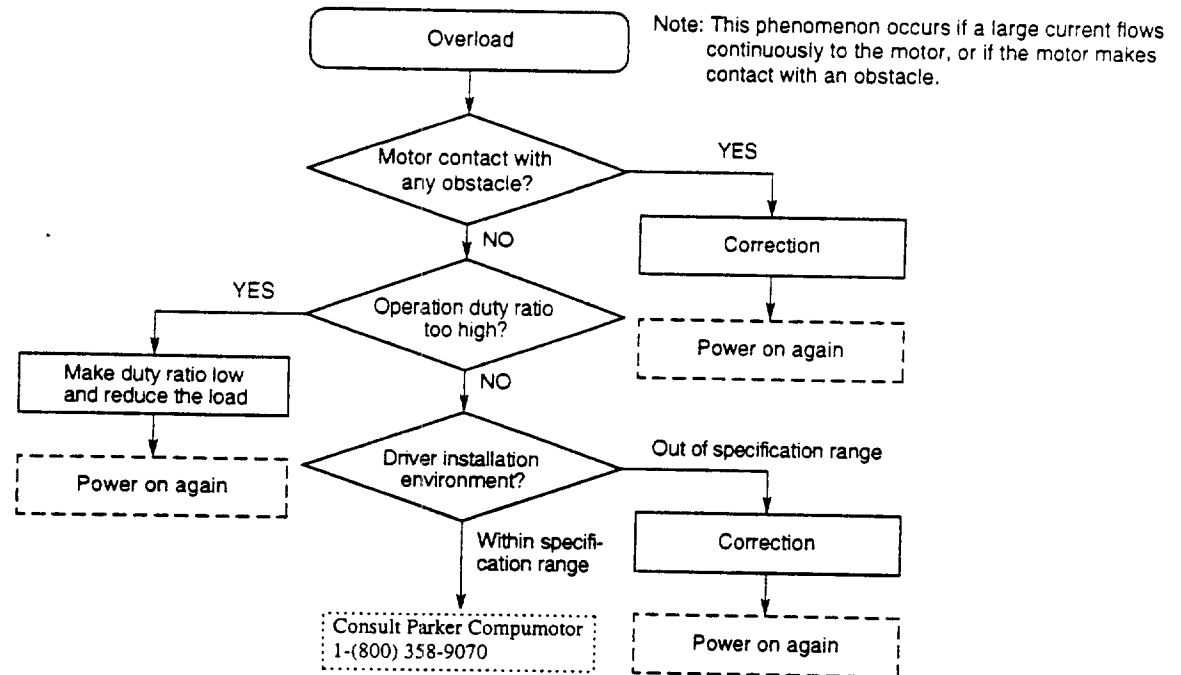 Overload
Note: This phenomenon occurs if a large current flows
continuously to the motor, or if the motor makes
contact with an obstacle.
Motor contact with
any obstacle?
YES
Correction
Power on again
NO
Operation duty ratio
too high?
YES
Make duty ratio low
and reduce the load
Power on again
NO
Driver installation
environment?
Out of specification range
Correction
Power on again
Within specifi-
cation range
Consult Parker Compumotor
1-(800) 358-9070